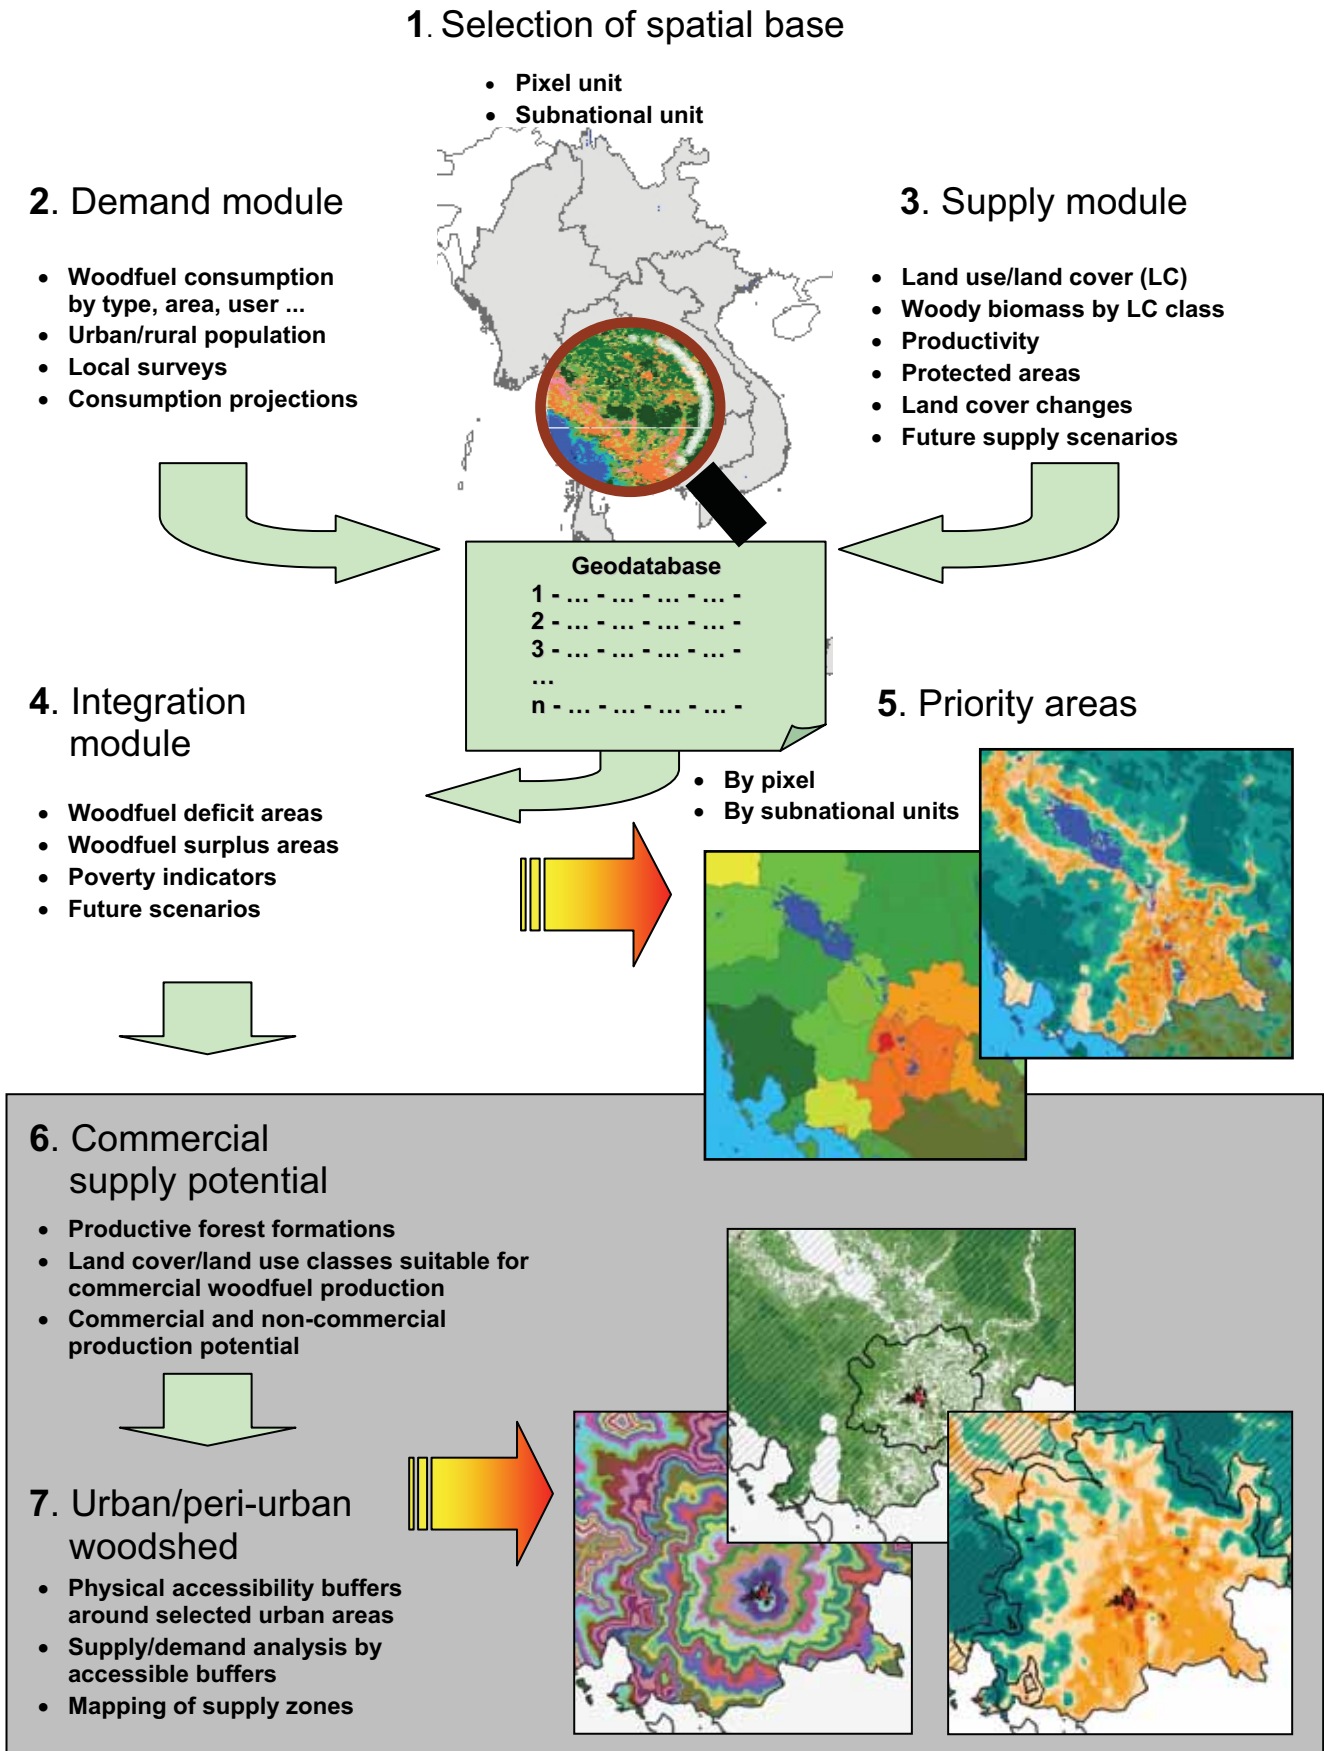 1. Selection of spatial base
• Pixel unit
• Subnational unit
2. Demand module
• Woodfuel consumption
by type, area, user ...
• Urban/rural population
• Local surveys
• Consumption projections
3. Supply module
• Land use/land cover (LC)
• Woody biomass by LC class
• Productivity
• Protected areas
• Land cover changes
• Future supply scenarios
Geodatabase
1 - ... - ... - ... - ... -
2 - ... - ... - ... - ... -
3 - ... - ... - ... - ... -
...
n - ... - ... - ... - ... -
4. Integration
module
• Woodfuel deficit areas
• Woodfuel surplus areas
• Poverty indicators
• Future scenarios
5. Priority areas
• By pixel
• By subnational units
6. Commercial
supply potential
• Productive forest formations
• Land cover/land use classes suitable for
commercial woodfuel production
• Commercial and non-commercial
production potential
7. Urban/peri-urban
woodshed
• Physical accessibility buffers
around selected urban areas
• Supply/demand analysis by
accessible buffers
• Mapping of supply zones